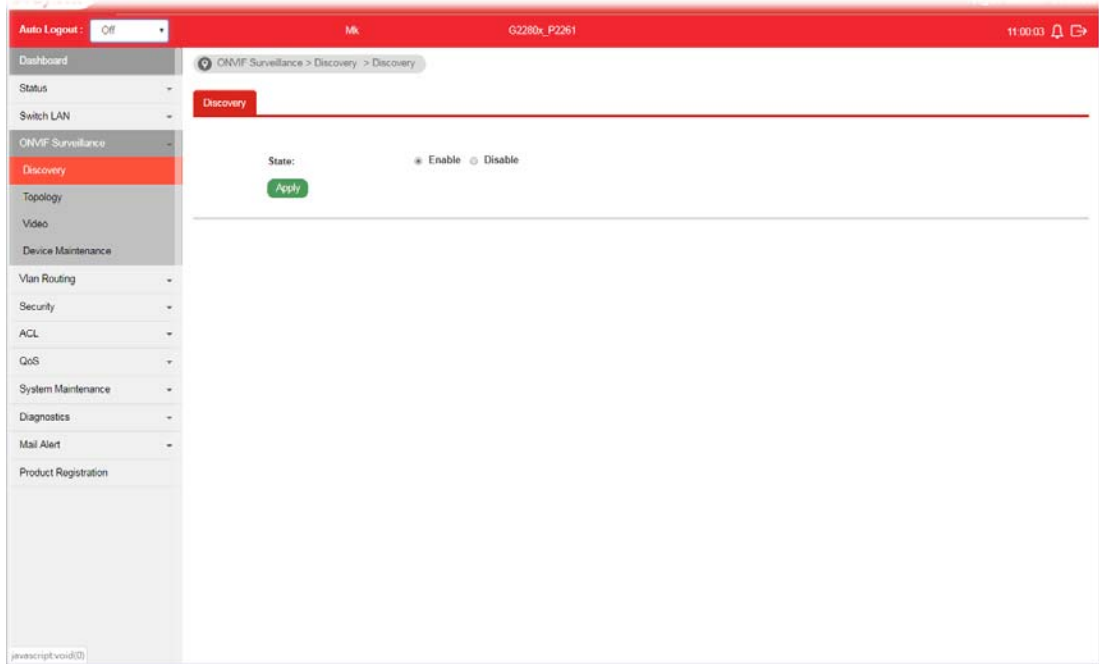 Auto Logout : Off Mk G2280x_P2261 11:00:03
Dashboard
ONVIF Surveillance > Discovery > Discovery
Status
Switch LAN
ONVIF Surveillance
Discovery
Topology
Video
Device Maintenance
Vlan Routing
Security
ACL
QoS
System Maintenance
Diagnostics
Mail Alert
Product Registration
Discovery
State: Enable Disable
Apply
javascript:void(0)